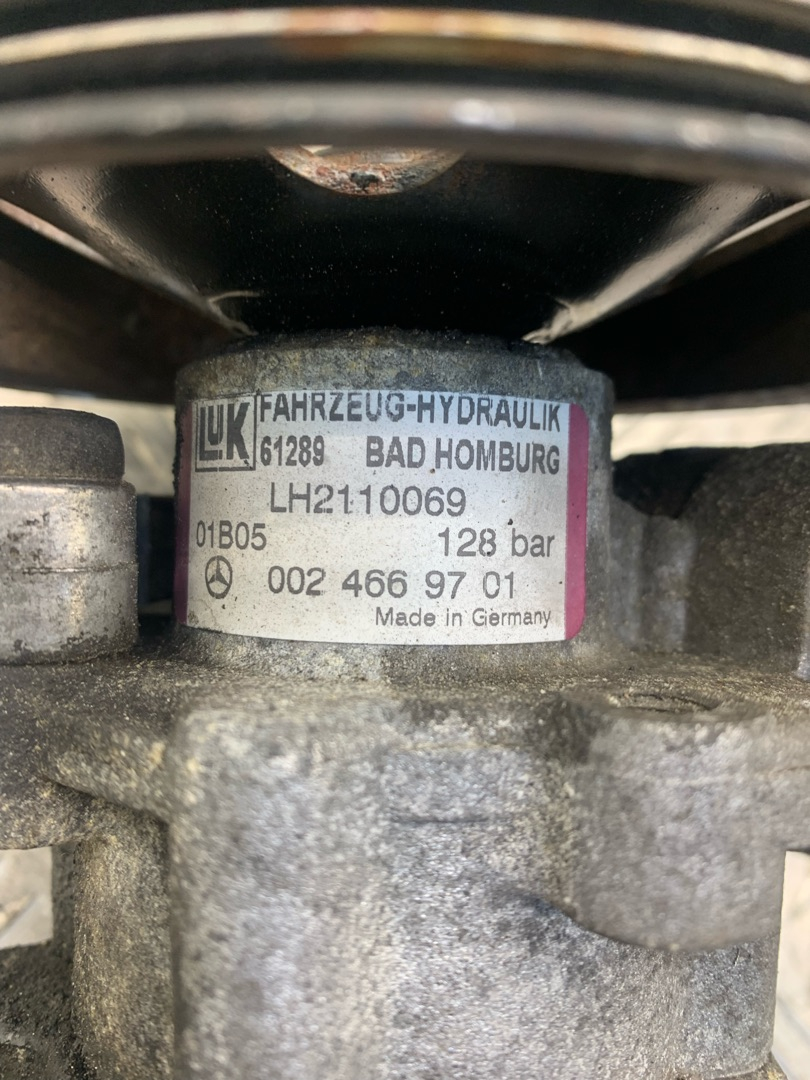 LUK FAHRZEUG-HYDRAULIK
61289 BAD HOMBURG
LH2110069
01B05 128 bar
002 466 97 01
Made in Germany